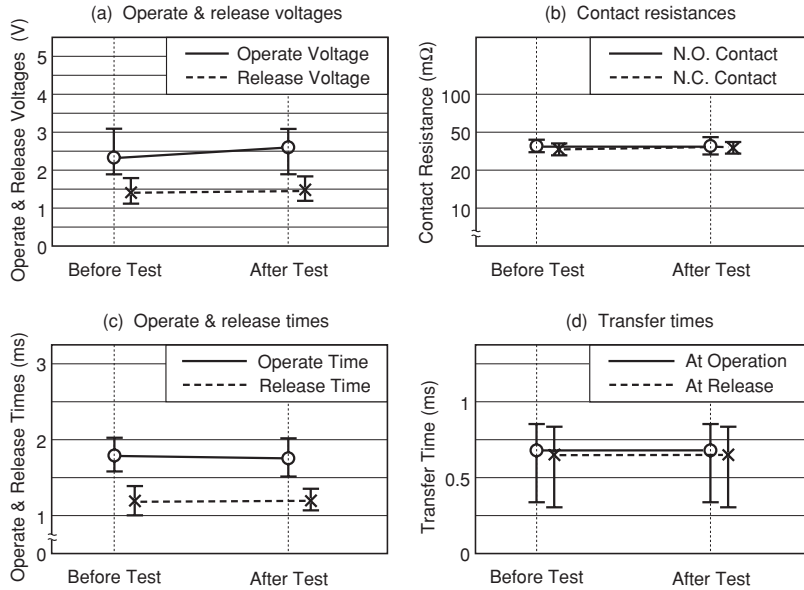 (a) Operate & release voltages
Operate & Release Voltages (V)
5
4
3
2
1
0
Operate Voltage
Release Voltage
Before Test
After Test
(b) Contact resistances
Contact Resistance (mΩ)
100
50
20
10
N.O. Contact
N.C. Contact
Before Test
After Test
(c) Operate & release times
Operate & Release Times (ms)
3
2
1
0
Operate Time
Release Time
Before Test
After Test
(d) Transfer times
Transfer Time (ms)
1
0.5
0
At Operation
At Release
Before Test
After Test